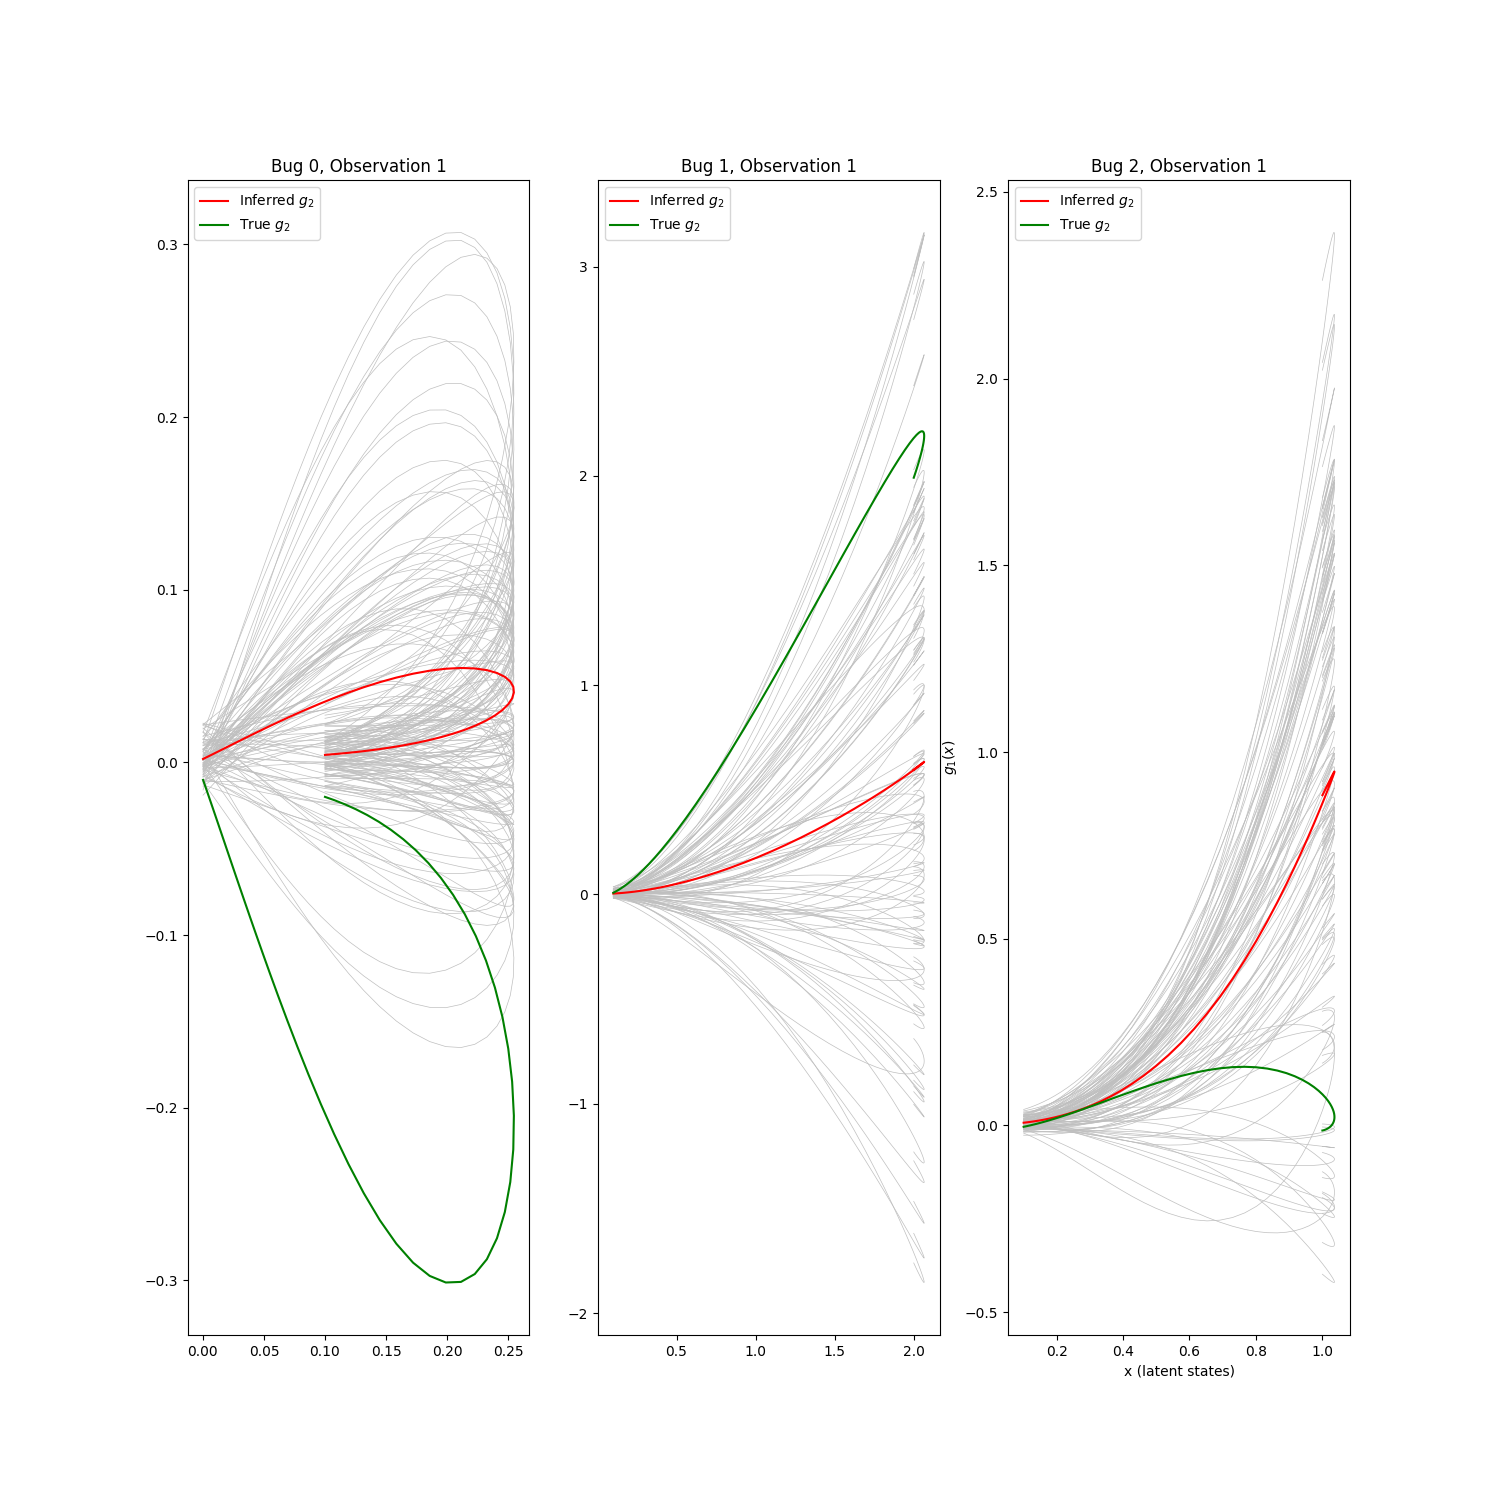 Bug 0, Observation 1
Inferred g₂
True g₂
0.3
0.2
0.1
0.0
−0.1
−0.2
−0.3
0.00 0.05 0.10 0.15 0.20 0.25
Bug 1, Observation 1
Inferred g₂
True g₂
3
2
1
0
−1
−2
0.5 1.0 1.5 2.0
Bug 2, Observation 1
Inferred g₂
True g₂
g₁(x)
2.5
2.0
1.5
1.0
0.5
0.0
−0.5
0.2 0.4 0.6 0.8 1.0
x (latent states)